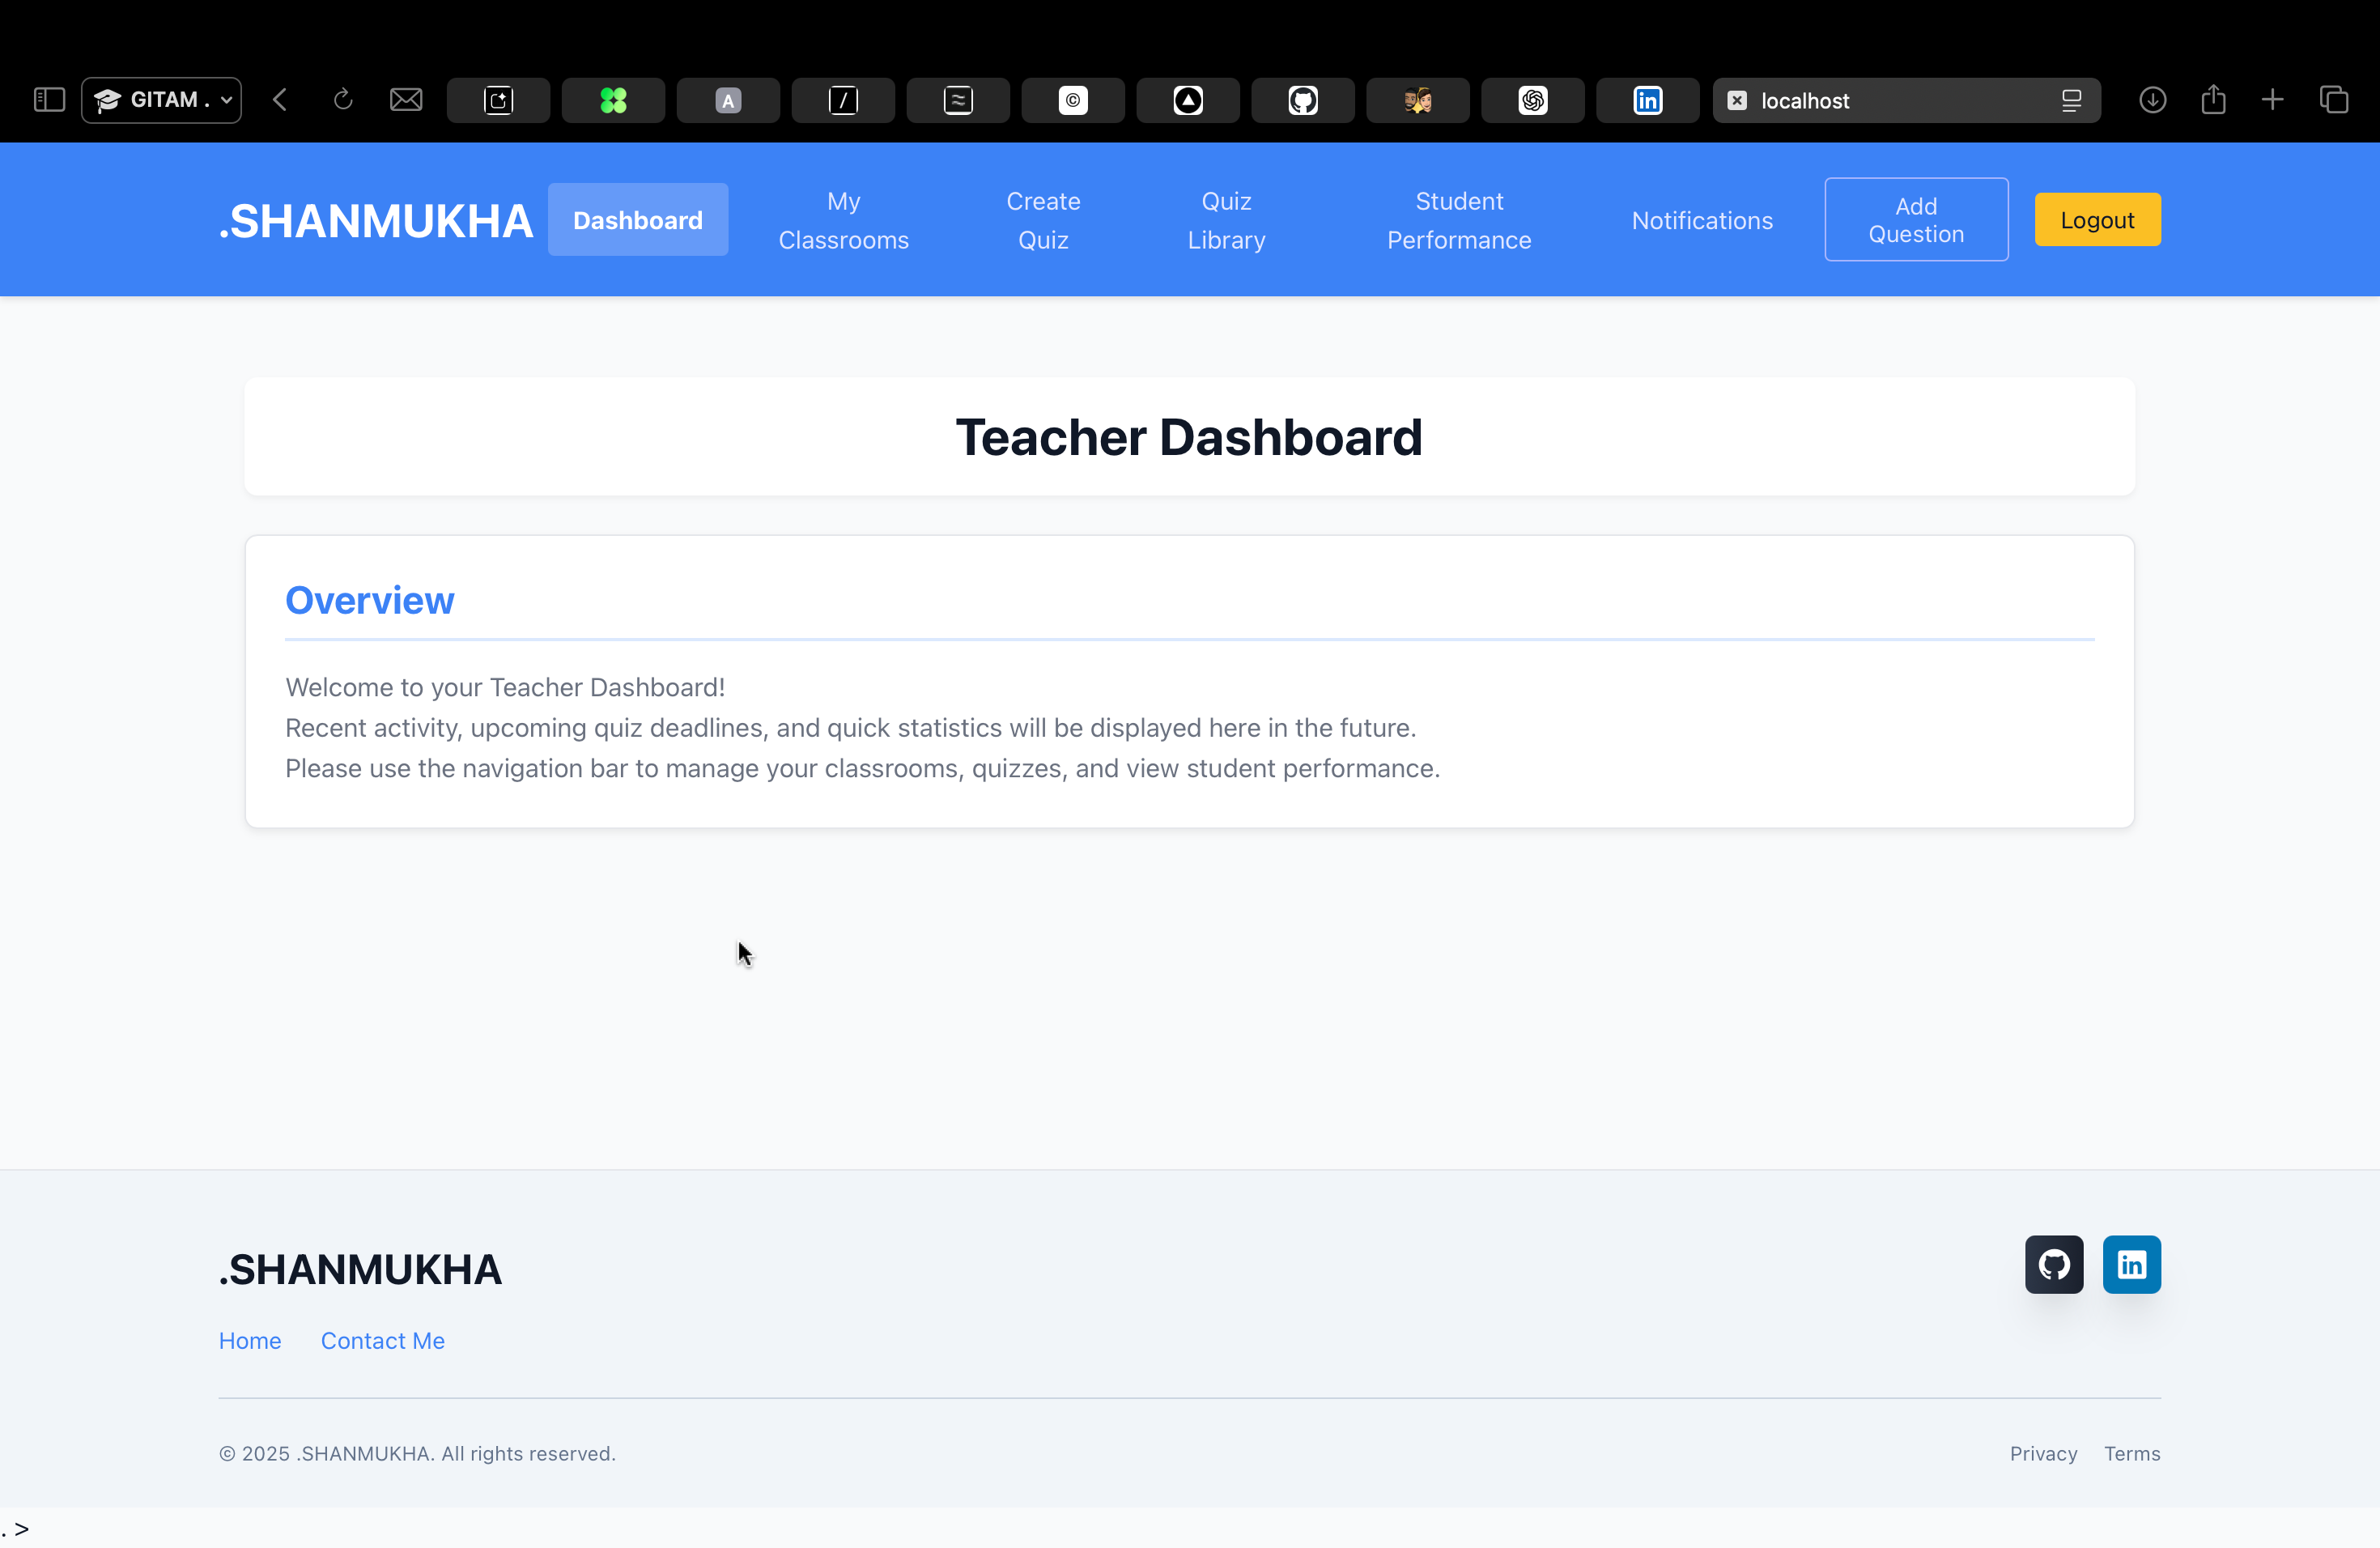 GITAM .
A
/
≈
©
in
localhost
.SHANMUKHA
Dashboard
My
Classrooms
Create
Quiz
Quiz
Library
Student
Performance
Notifications
Add
Question
Logout
Teacher Dashboard
Overview
Welcome to your Teacher Dashboard!
Recent activity, upcoming quiz deadlines, and quick statistics will be displayed here in the future.
Please use the navigation bar to manage your classrooms, quizzes, and view student performance.
.SHANMUKHA
in
Home Contact Me
© 2025 .SHANMUKHA. All rights reserved.
Privacy Terms
. >